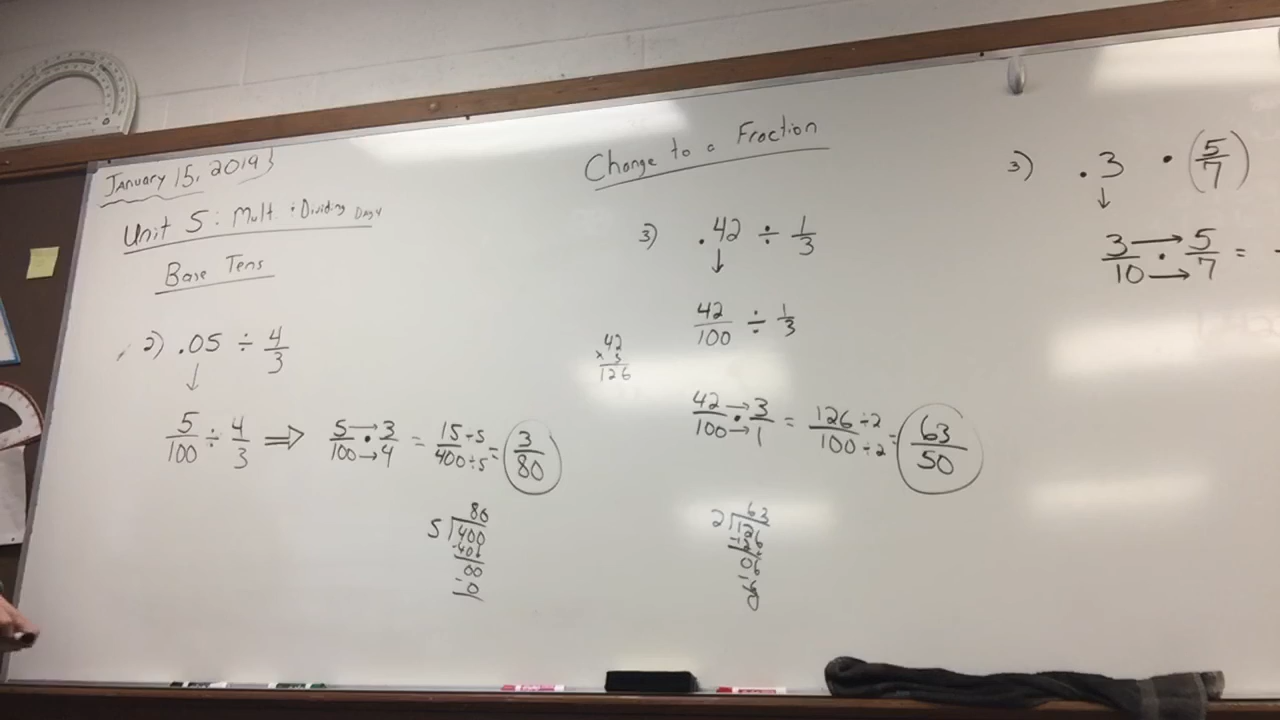 January 15, 2019
Unit 5: Mult ÷ Dividing Day 4
Base Tens
2) .05 ÷ 4/3
↓
5/100 ÷ 4/3 ⇒ 5/100 → • → 3/4 = 15/400 ÷5/÷5 = 3/80
80
5 400
-40
00
-0
Change to a Fraction
3) .42 ÷ 1/3
↓
42/100 ÷ 1/3
42
x 3
126
42/100 → • → 3/1 = 126/100 ÷2/÷2 = 63/50
63
2 126
-12
06
-6
0
3) .3 • (5/7)
↓
3/10 → • → 5/7 =